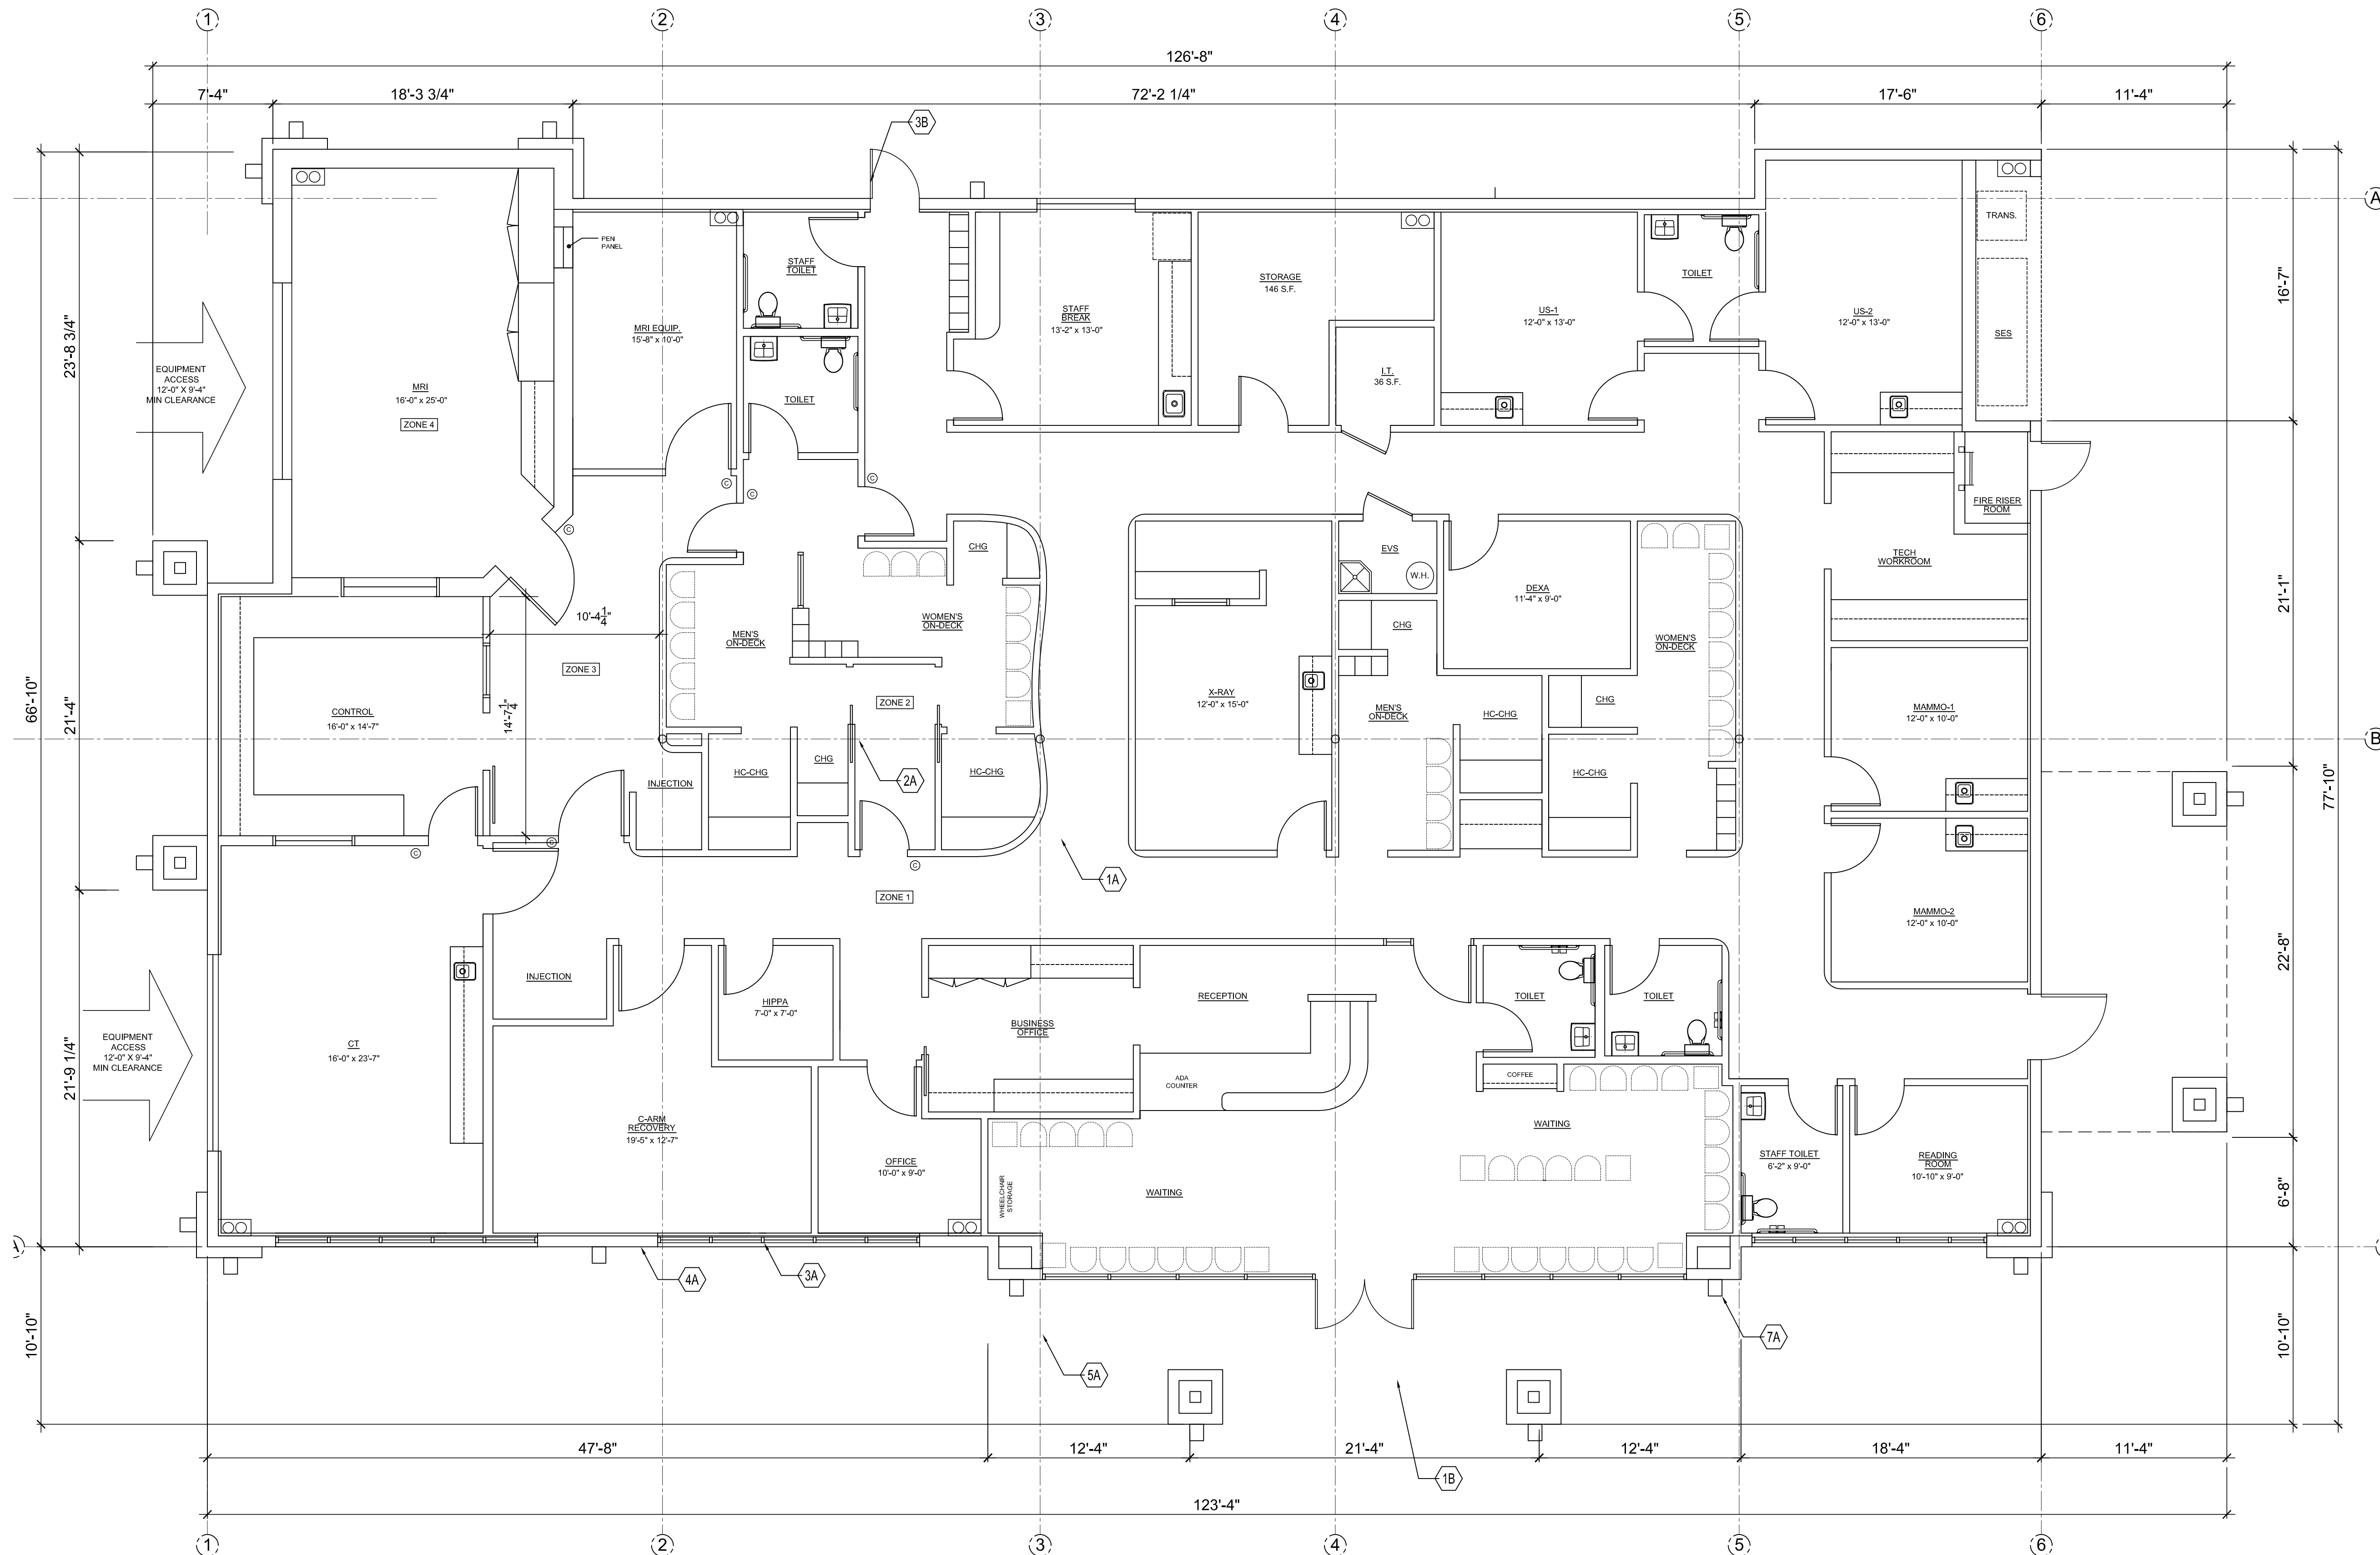 1
2
3
4
5
6
126'-8"
7'-4"
18'-3 3/4"
72'-2 1/4"
17'-6"
11'-4"
3B
A
PEN
PANEL
TRANS.
STAFF
TOILET
STORAGE
146 S.F.
TOILET
16'-7"
STAFF
BREAK
13'-2" x 13'-0"
US-1
12'-0" x 13'-0"
US-2
12'-0" x 13'-0"
MRI EQUIP.
15'-8" x 10'-0"
SES
23'-8 3/4"
EQUIPMENT
ACCESS
12'-0" X 9'-4"
MIN CLEARANCE
MRI
16'-0" x 25'-0"
ZONE 4
TOILET
I.T.
36 S.F.
C
C
C
C
FIRE RISER
ROOM
CHG
EVS
W.H.
TECH
WORKROOM
DEXA
11'-4" x 9'-0"
21'-1"
10'-4 1/4"
MEN'S
ON-DECK
WOMEN'S
ON-DECK
CHG
WOMEN'S
ON-DECK
ZONE 3
66'-10"
21'-4"
CONTROL
16'-0" x 14'-7"
14'-7 1/4"
ZONE 2
X-RAY
12'-0" x 15'-0"
MEN'S
ON-DECK
HC-CHG
CHG
MAMMO-1
12'-0" x 10'-0"
B
INJECTION
HC-CHG
CHG
2A
HC-CHG
HC-CHG
77'-10"
C
C
C
1A
ZONE 1
MAMMO-2
12'-0" x 10'-0"
22'-8"
INJECTION
HIPPA
7'-0" x 7'-0"
RECEPTION
TOILET
TOILET
BUSINESS
OFFICE
EQUIPMENT
ACCESS
12'-0" X 9'-4"
MIN CLEARANCE
21'-9 1/4"
CT
16'-0" x 23'-7"
ADA
COUNTER
COFFEE
C-ARM
RECOVERY
19'-5" x 12'-7"
WAITING
OFFICE
10'-0" x 9'-0"
STAFF TOILET
6'-2" x 9'-0"
READING
ROOM
10'-10" x 9'-0"
WHEELCHAIR
STORAGE
WAITING
6'-8"
4A
3A
10'-10"
5A
7A
10'-10"
47'-8"
12'-4"
21'-4"
12'-4"
18'-4"
11'-4"
1B
123'-4"
1
2
3
4
5
6